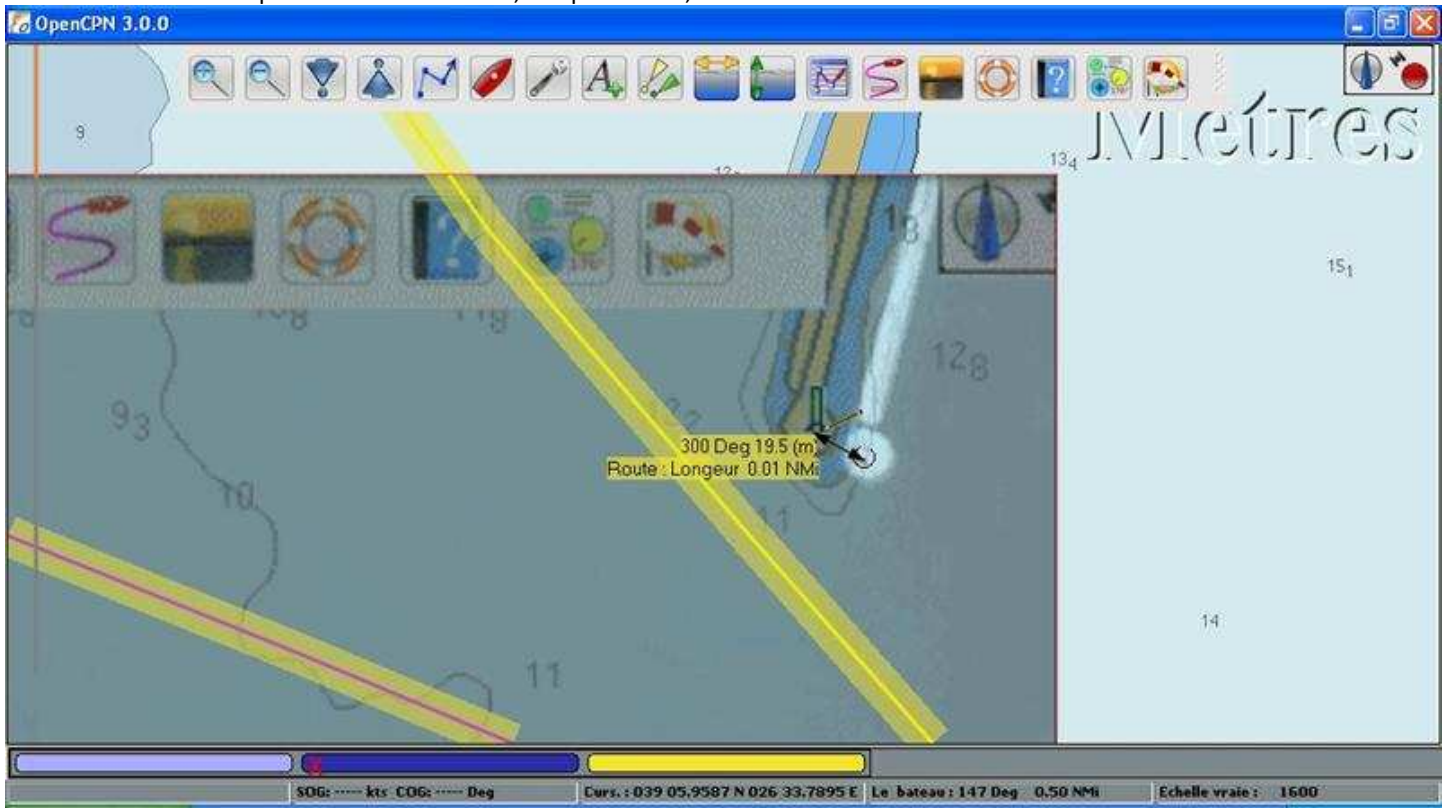 OpenCPN 3.0.0
9
13₄
Metres
15₁
12₈
9₃
300 Deg 19.5 (m)
Route : Longeur 0.01 NMi
10
11
11
14
SOG: ----- kts COG: ----- Deg
Curs. : 039 05.9587 N 026 33.7895 E
Le bateau : 147 Deg 0.50 NMi
Echelle vraie : 1600